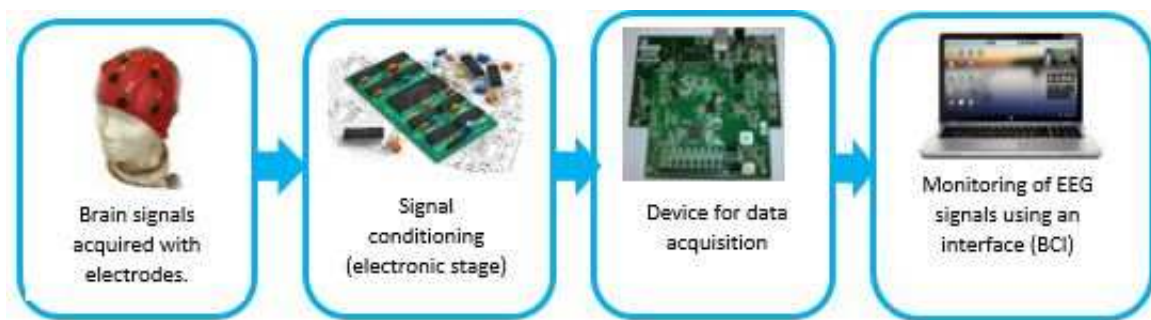 Brain signals
acquired with
electrodes.
Signal
conditioning
(electronic stage)
Device for data
acquisition
Monitoring of EEG
signals using an
interface (BCI)